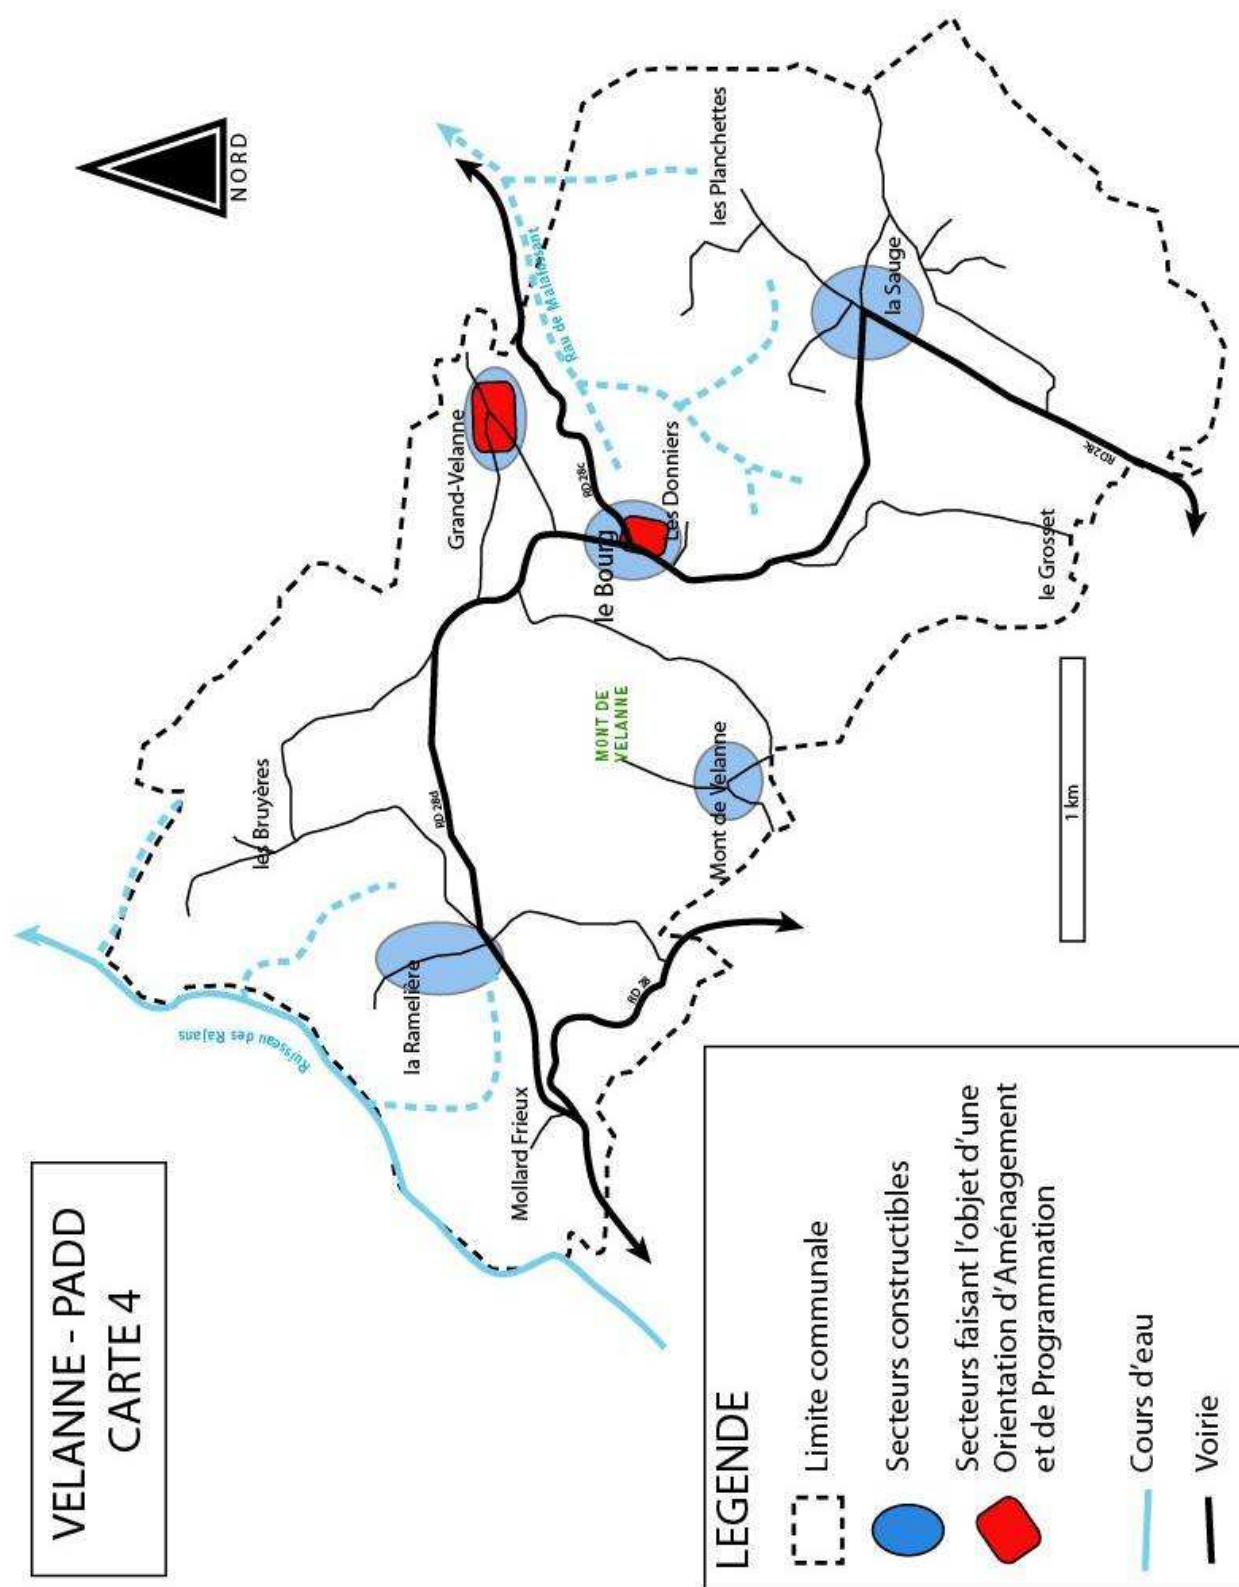 VELANNE - PADD
CARTE 4
NORD
Ruisseau des Rajans
les Bruyères
Grand-Velanne
la Ramelière
RD 28d
RD 28c
Rau de Malafossant
Mollard Frieux
RD 28
MONT DE
VELANNE
le Bourg
Les Donniers
les Planchettes
Mont de Velanne
la Sauge
le Grosset
RD28c
1 km
LEGENDE
Limite communale
Secteurs constructibles
Secteurs faisant l'objet d'une
Orientation d'Aménagement
et de Programmation
Cours d'eau
Voirie